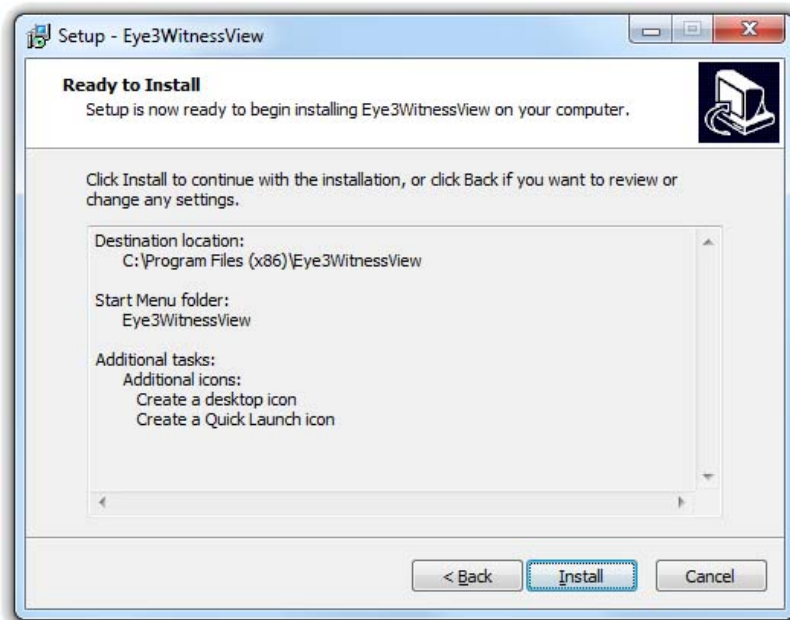 Setup - Eye3WitnessView
Ready to Install
Setup is now ready to begin installing Eye3WitnessView on your computer.
Click Install to continue with the installation, or click Back if you want to review or
change any settings.
Destination location:
C:\Program Files (x86)\Eye3WitnessView
Start Menu folder:
Eye3WitnessView
Additional tasks:
Additional icons:
Create a desktop icon
Create a Quick Launch icon
< Back
Install
Cancel